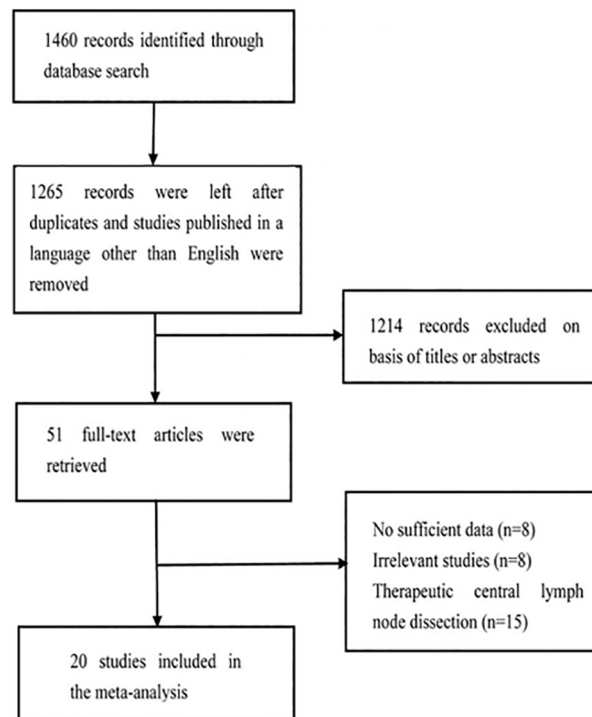 1460 records identified through
database search
1265 records were left after
duplicates and studies published in a
language other than English were
removed
1214 records excluded on
basis of titles or abstracts
51 full-text articles were
retrieved
No sufficient data (n=8)
Irrelevant studies (n=8)
Therapeutic central lymph
node dissection (n=15)
20 studies included in
the meta-analysis